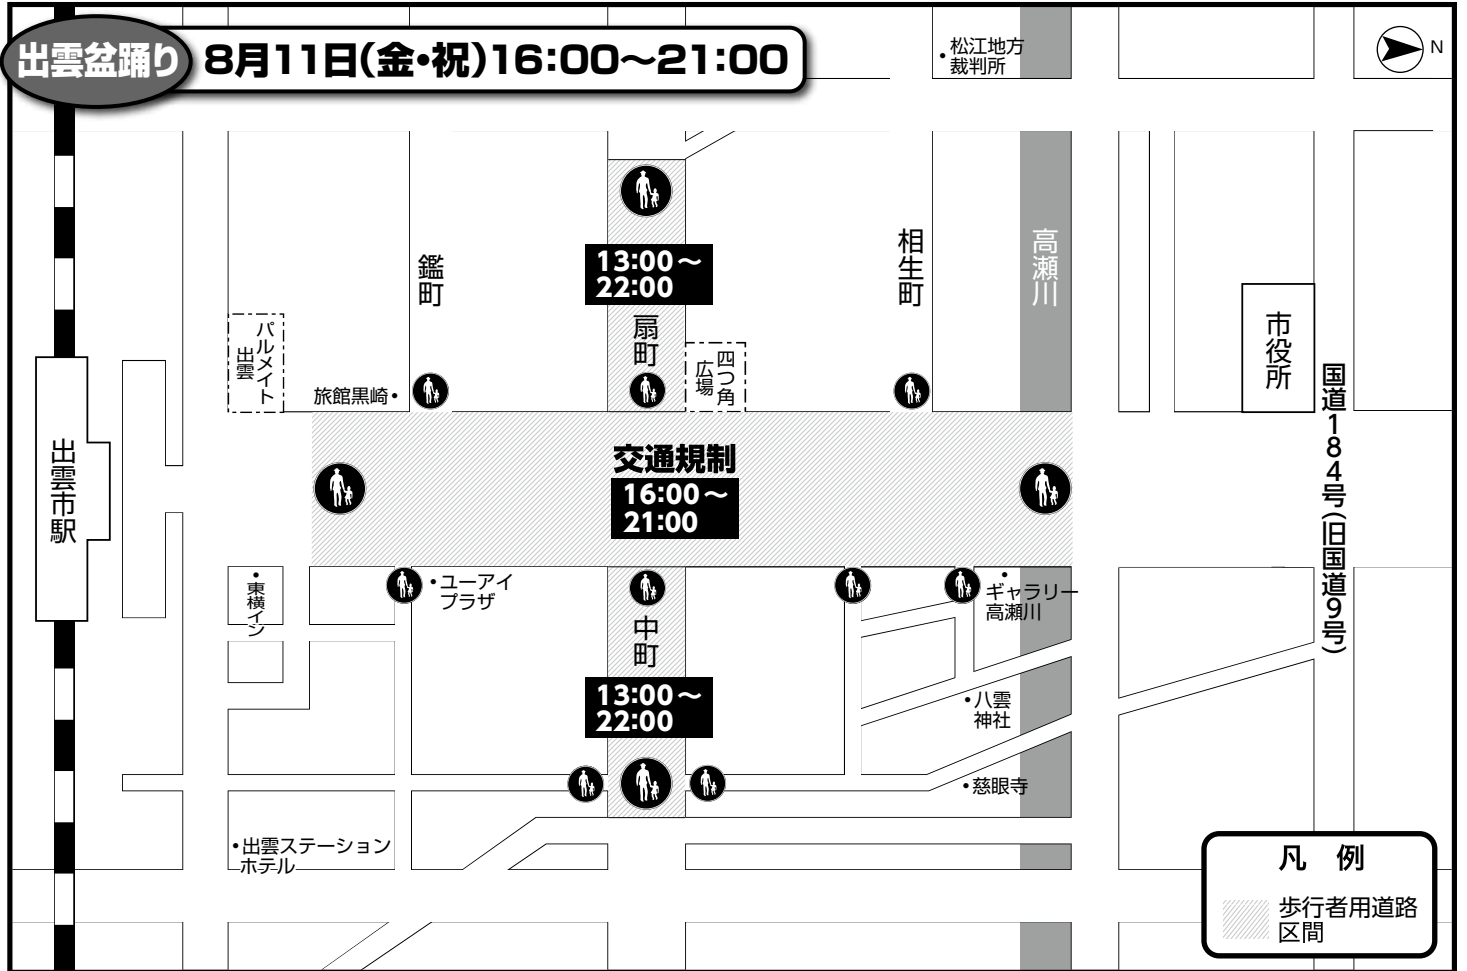 出雲盆踊り
8月11日(金・祝)16:00～21:00
・松江地方
裁判所
N
鑑町
13:00～
22:00
扇町
相生町
高瀬川
市役所
パルメイト
出雲
旅館黒崎・
四つ角
広場
国道184号(旧国道9号)
出雲市駅
交通規制
16:00～
21:00
・東横イン
・ユーアイ
プラザ
中町
・
ギャラリー
高瀬川
13:00～
22:00
・八雲
神社
・慈眼寺
・出雲ステーション
ホテル
凡 例
歩行者用道路
区間